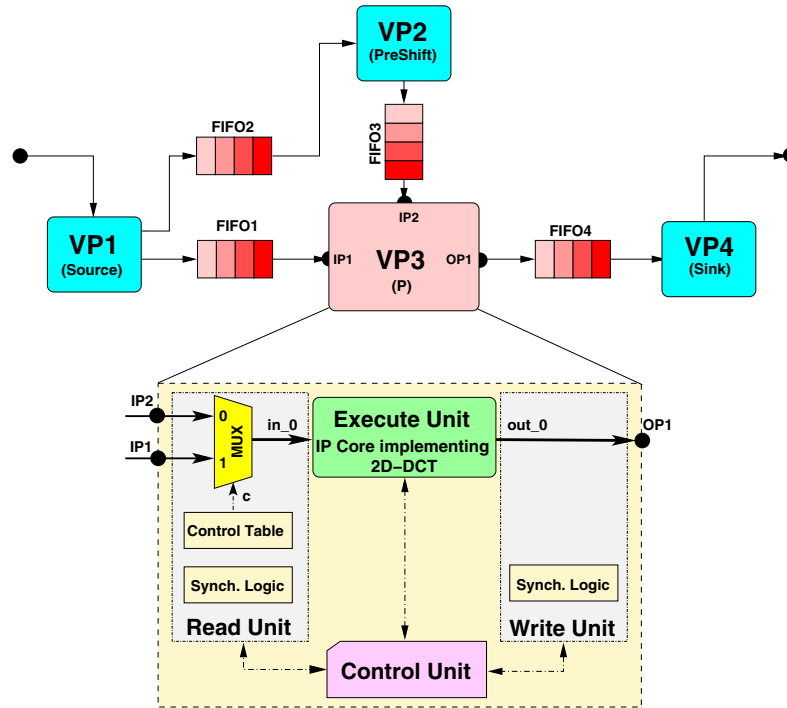 VP2
(PreShift)
FIFO2
FIFO3
IP2
VP1
(Source)
FIFO1
IP1
VP3
(P)
OP1
FIFO4
VP4
(Sink)
IP2
0
IP1
1
MUX
c
in_0
Control Table
Synch. Logic
Read Unit
Execute Unit
IP Core implementing
2D-DCT
out_0
OP1
Synch. Logic
Write Unit
Control Unit